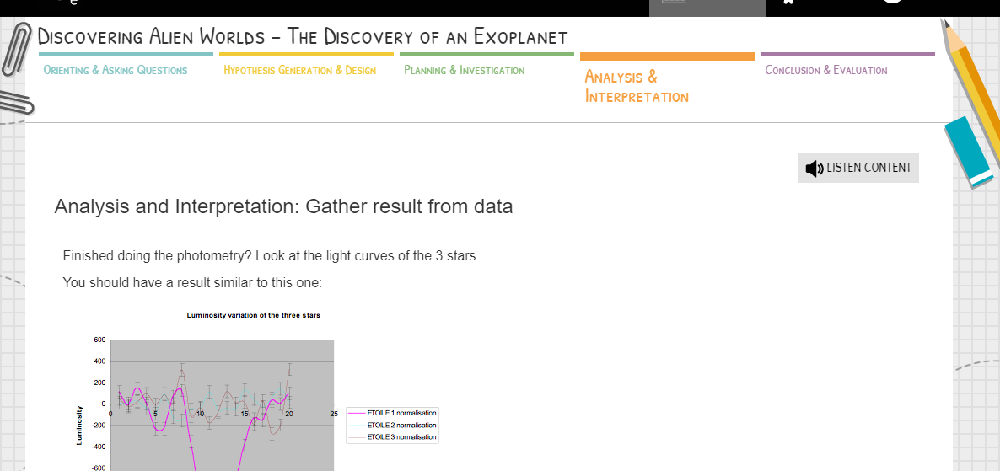 DISCOVERING ALIEN WORLDS – THE DISCOVERY OF AN EXOPLANET
ORIENTING & ASKING QUESTIONS
HYPOTHESIS GENERATION & DESIGN
PLANNING & INVESTIGATION
ANALYSIS &
INTERPRETATION
CONCLUSION & EVALUATION
LISTEN CONTENT
Analysis and Interpretation: Gather result from data
Finished doing the photometry? Look at the light curves of the 3 stars.
You should have a result similar to this one:
Luminosity variation of the three stars
600
400
200
0
0 5 10 15 20 25
-200
-400
-600
Luminosity
ETOILE 1 normalisation
ETOILE 2 normalisation
ETOILE 3 normalisation